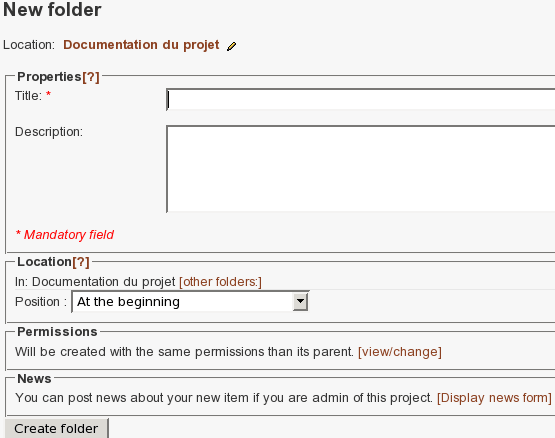 New folder
Location: Documentation du projet
Properties[?]
Title: *
Description:
* Mandatory field
Location[?]
In: Documentation du projet [other folders:]
Position : At the beginning
Permissions
Will be created with the same permissions than its parent. [view/change]
News
You can post news about your new item if you are admin of this project. [Display news form]
Create folder